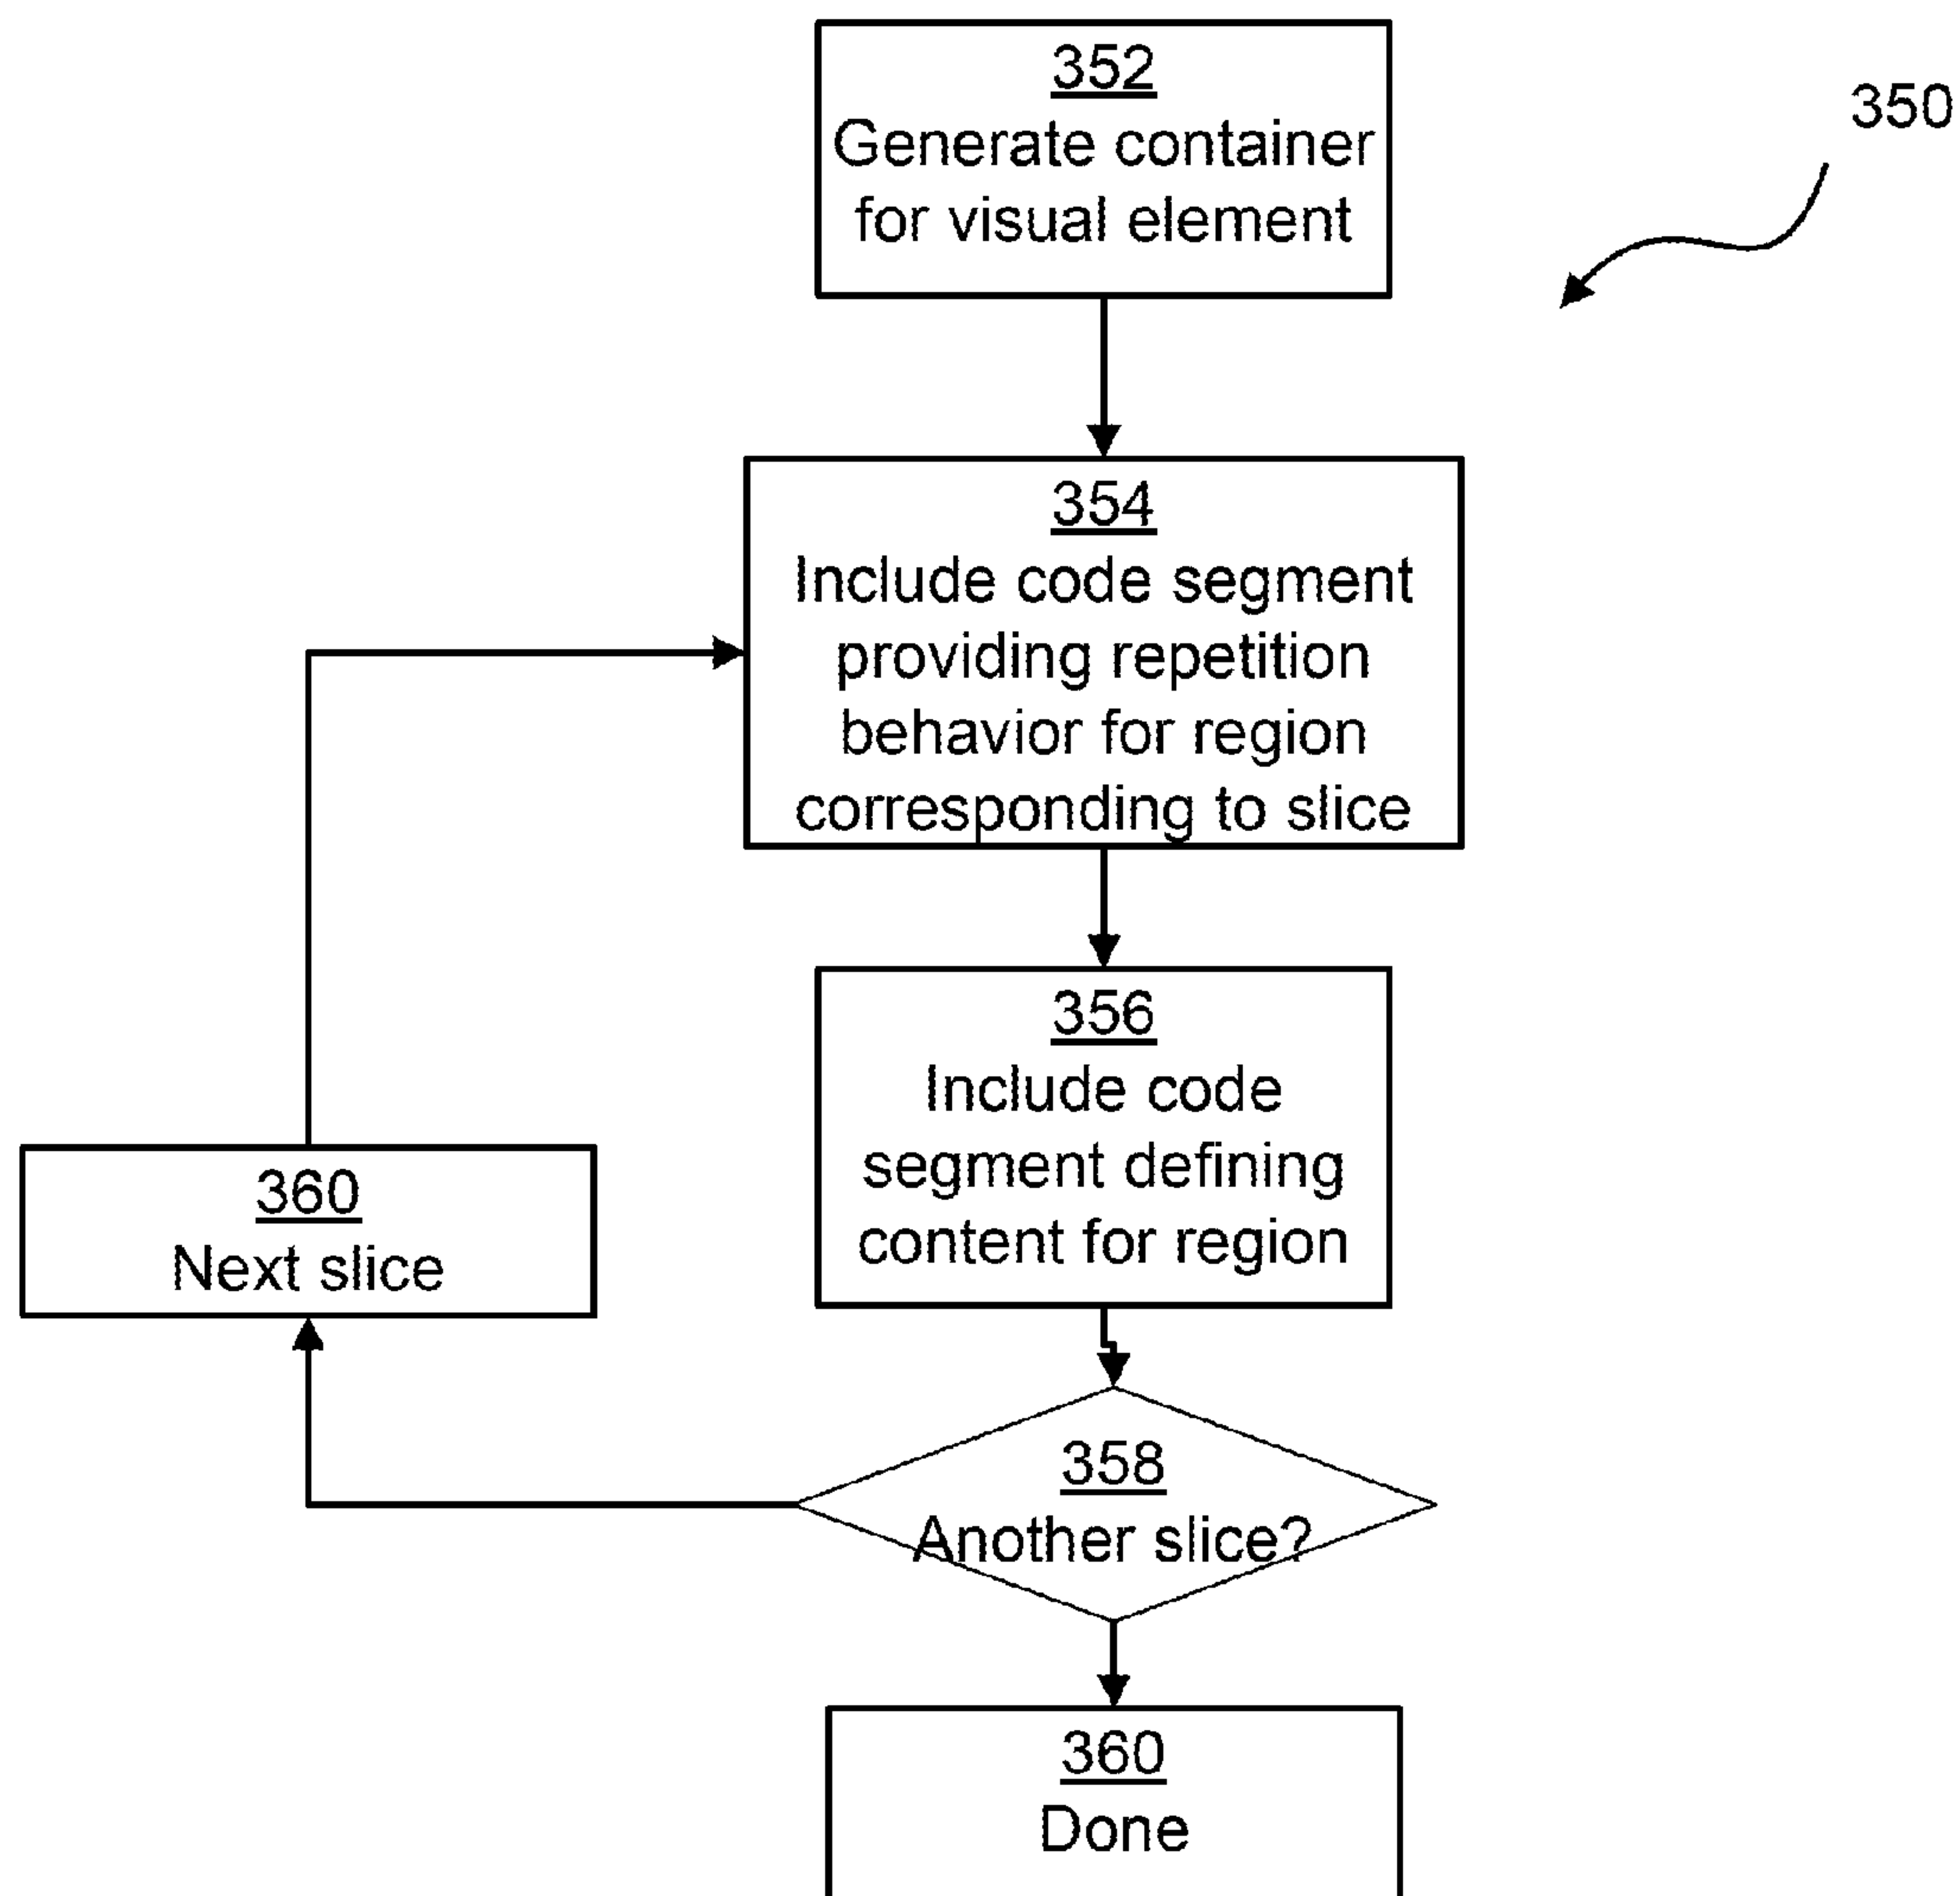 352
Generate container
for visual element
350
354
Include code segment
providing repetition
behavior for region
corresponding to slice
356
Include code
segment defining
content for region
360
Next slice
358
Another slice?
360
Done